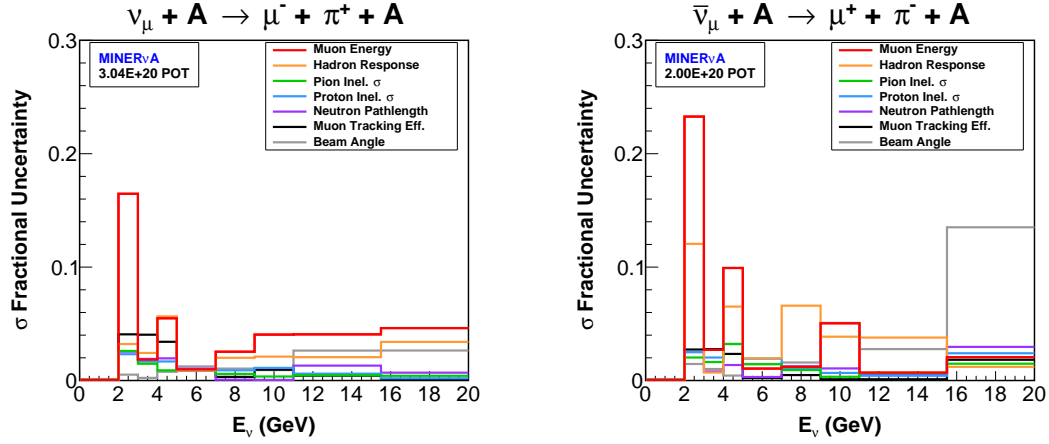 νμ + A → μ- + π+ + A
0.3
0.2
0.1
0
σ Fractional Uncertainty
MINERνA
3.04E+20 POT
Muon Energy
Hadron Response
Pion Inel. σ
Proton Inel. σ
Neutron Pathlength
Muon Tracking Eff.
Beam Angle
0 2 4 6 8 10 12 14 16 18 20
Eν (GeV)
ν̄μ + A → μ+ + π- + A
0.3
0.2
0.1
0
σ Fractional Uncertainty
MINERνA
2.00E+20 POT
Muon Energy
Hadron Response
Pion Inel. σ
Proton Inel. σ
Neutron Pathlength
Muon Tracking Eff.
Beam Angle
0 2 4 6 8 10 12 14 16 18 20
Eν (GeV)